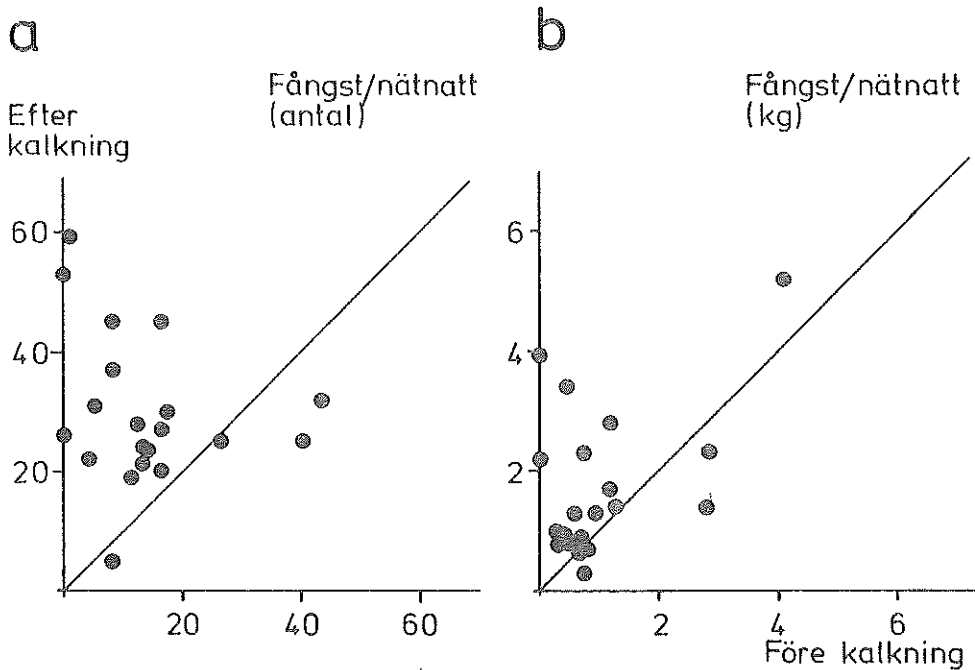 a
Fångst/nätnatt
(antal)
Efter
kalkning
60
40
20
20 40 60
b
Fångst/nätnatt
(kg)
6
4
2
2 4 6
Före kalkning